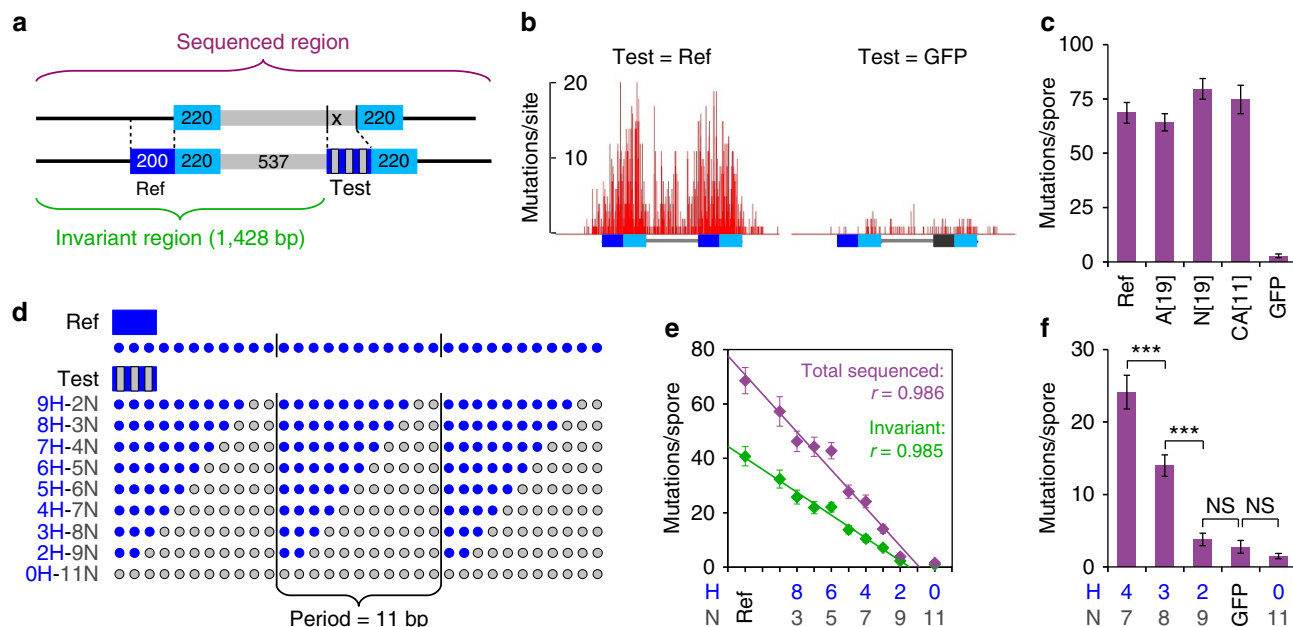 a
Sequenced region
220
x
220
200
220
537
220
Ref
Test
Invariant region (1,428 bp)
b
Test = Ref
Test = GFP
Mutations/site
20
10
c
Mutations/spore
100
75
50
25
0
Ref
A[19]
N[19]
CA[11]
GFP
d
Ref
Test
9H-2N
8H-3N
7H-4N
6H-5N
5H-6N
4H-7N
3H-8N
2H-9N
0H-11N
Period = 11 bp
e
Mutations/spore
80
60
40
20
0
Total sequenced:
r = 0.986
Invariant:
r = 0.985
H Ref 8 6 4 2 0
N 3 5 7 9 11
f
Mutations/spore
30
20
10
0
***
***
NS NS
H 4 3 2 GFP 0
N 7 8 9 11